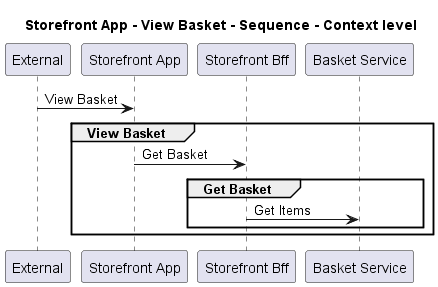 Storefront App - View Basket - Sequence - Context level
External Storefront App Storefront Bff Basket Service
View Basket
View Basket
Get Basket
Get Basket
Get Items
External Storefront App Storefront Bff Basket Service